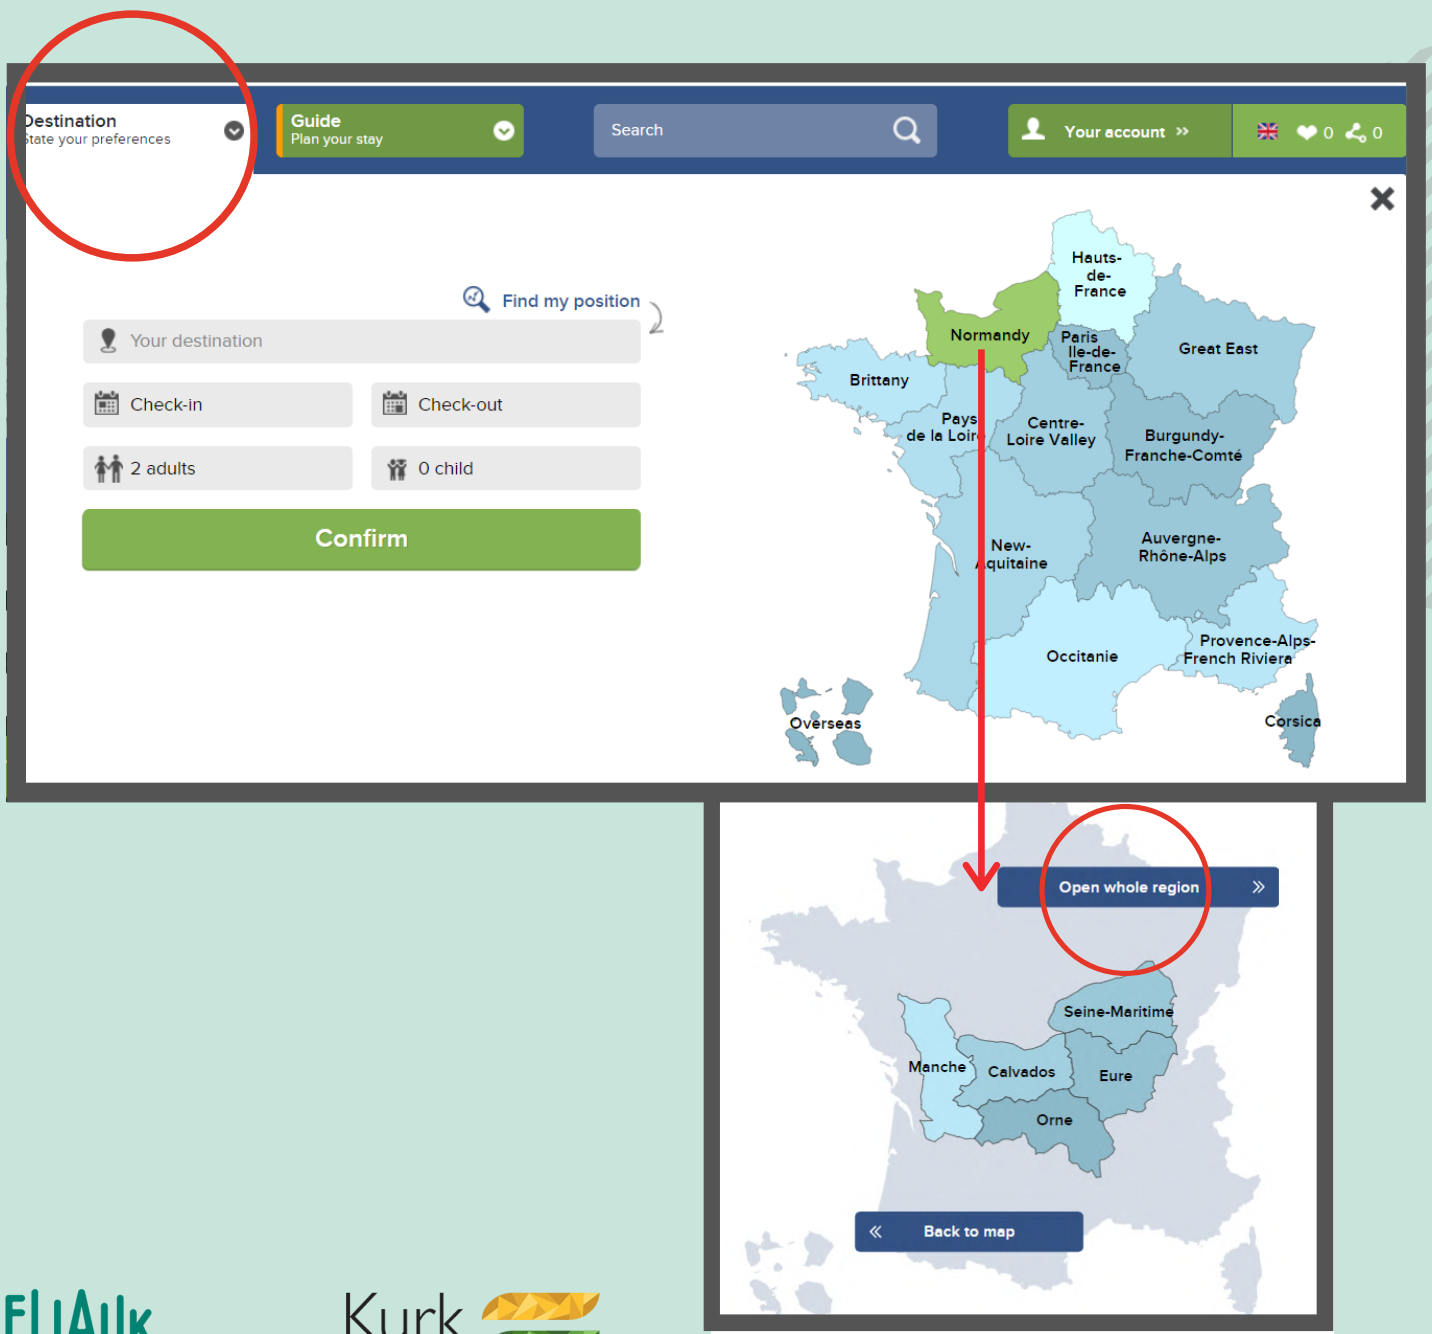 Destination
State your preferences
Guide
Plan your stay
Search
Your account »
0
0
Find my position
Your destination
Check-in
Check-out
2 adults
0 child
Confirm
Hauts-
de-
France
Normandy
Paris
Ile-de-
France
Great East
Brittany
Pays
de la Loire
Centre-
Loire Valley
Burgundy-
Franche-Comté
New-
Aquitaine
Auvergne-
Rhône-Alps
Occitanie
Provence-Alps-
French Riviera
Overseas
Corsica
Open whole region »
Seine-Maritime
Manche
Calvados
Eure
Orne
« Back to map
Kurk